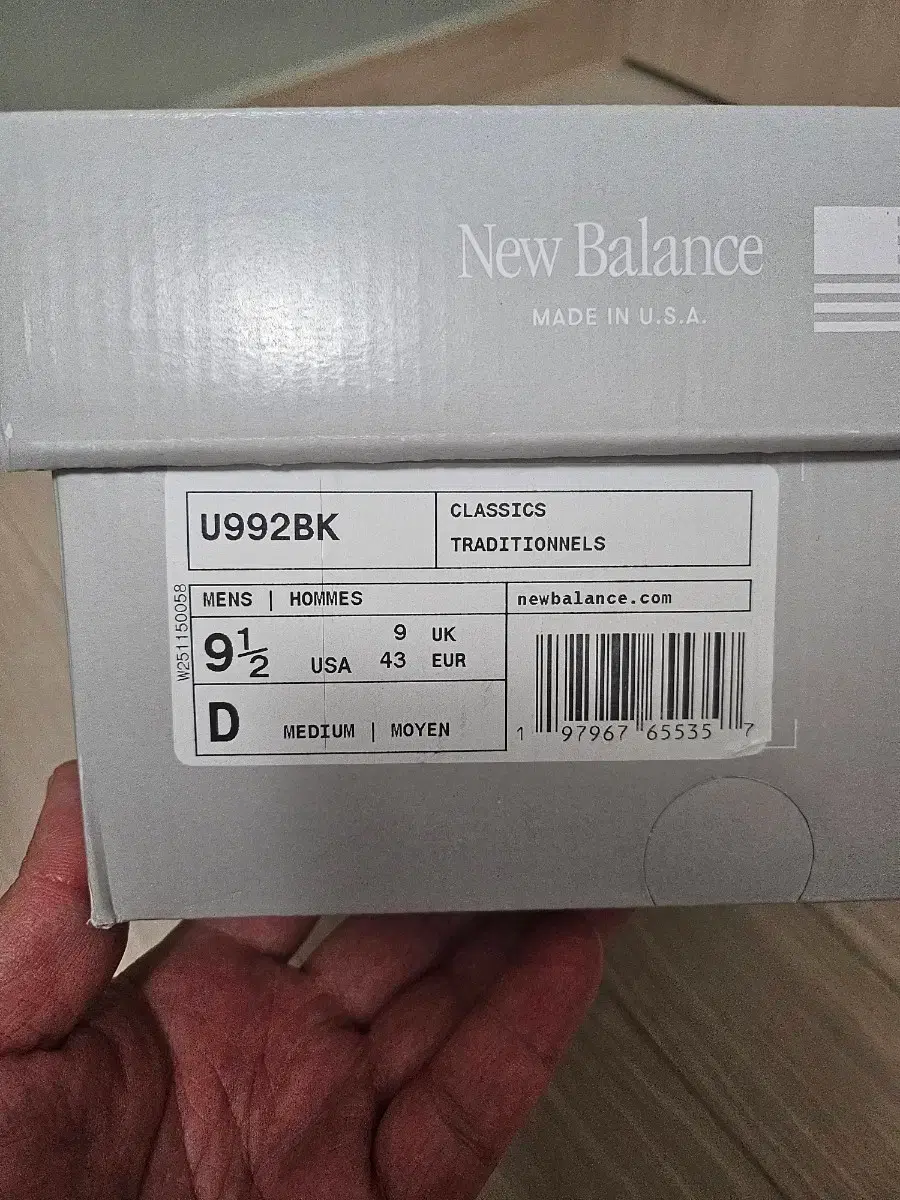 New Balance
MADE IN U.S.A.
U992BK
CLASSICS
TRADITIONNELS
W251150058
MENS | HOMMES
newbalance.com
9½ USA
9 UK
43 EUR
D MEDIUM | MOYEN
1 97967 65535 7